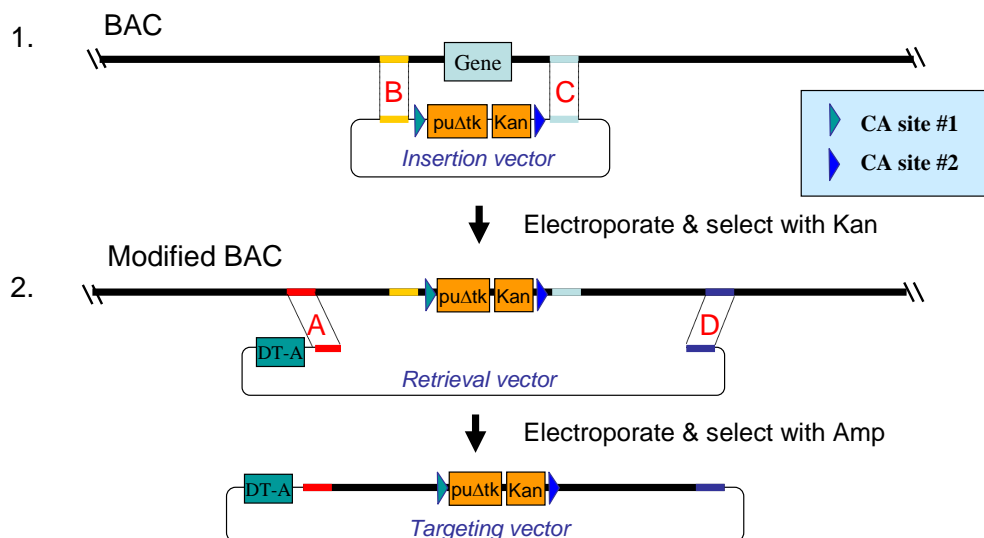 1.
BAC
Gene
B
C
puΔtk
Kan
Insertion vector
CA site #1
CA site #2
Electroporate & select with Kan
Modified BAC
2.
puΔtk
Kan
A
D
DT-A
Retrieval vector
Electroporate & select with Amp
DT-A
puΔtk
Kan
Targeting vector